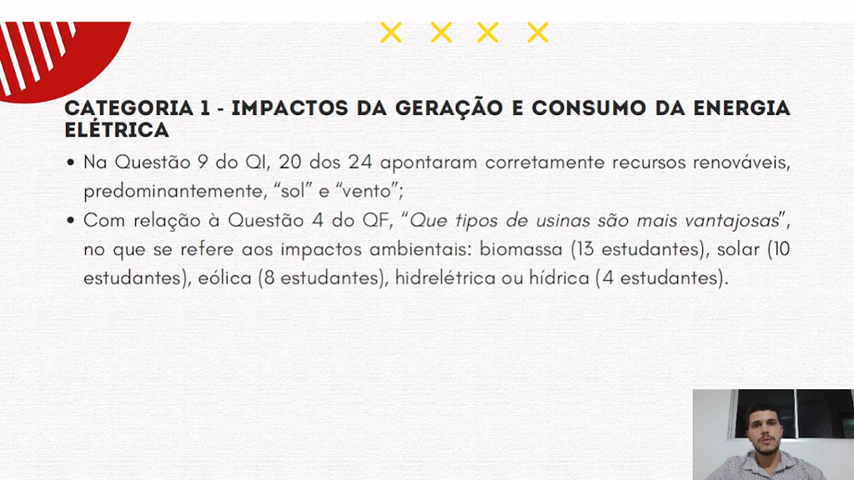 CATEGORIA 1 - IMPACTOS DA GERAÇÃO E CONSUMO DA ENERGIA
ELÉTRICA
• Na Questão 9 do QI, 20 dos 24 apontaram corretamente recursos renováveis,
predominantemente, “sol” e “vento”;
• Com relação à Questão 4 do QF, “Que tipos de usinas são mais vantajosas”,
no que se refere aos impactos ambientais: biomassa (13 estudantes), solar (10
estudantes), eólica (8 estudantes), hidrelétrica ou hídrica (4 estudantes).